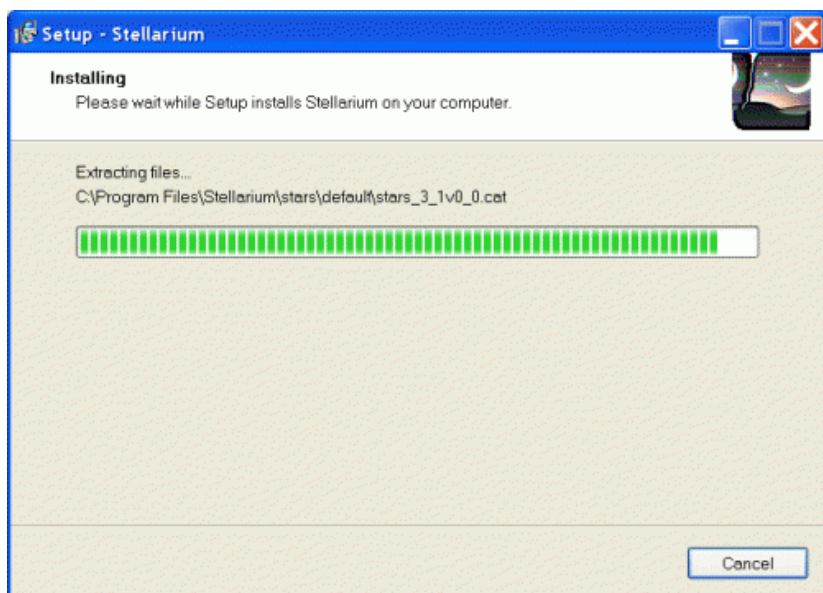 Setup - Stellarium
Installing
Please wait while Setup installs Stellarium on your computer.
Extracting files...
C:\Program Files\Stellarium\stars\default\stars_3_1v0_0.cat
Cancel